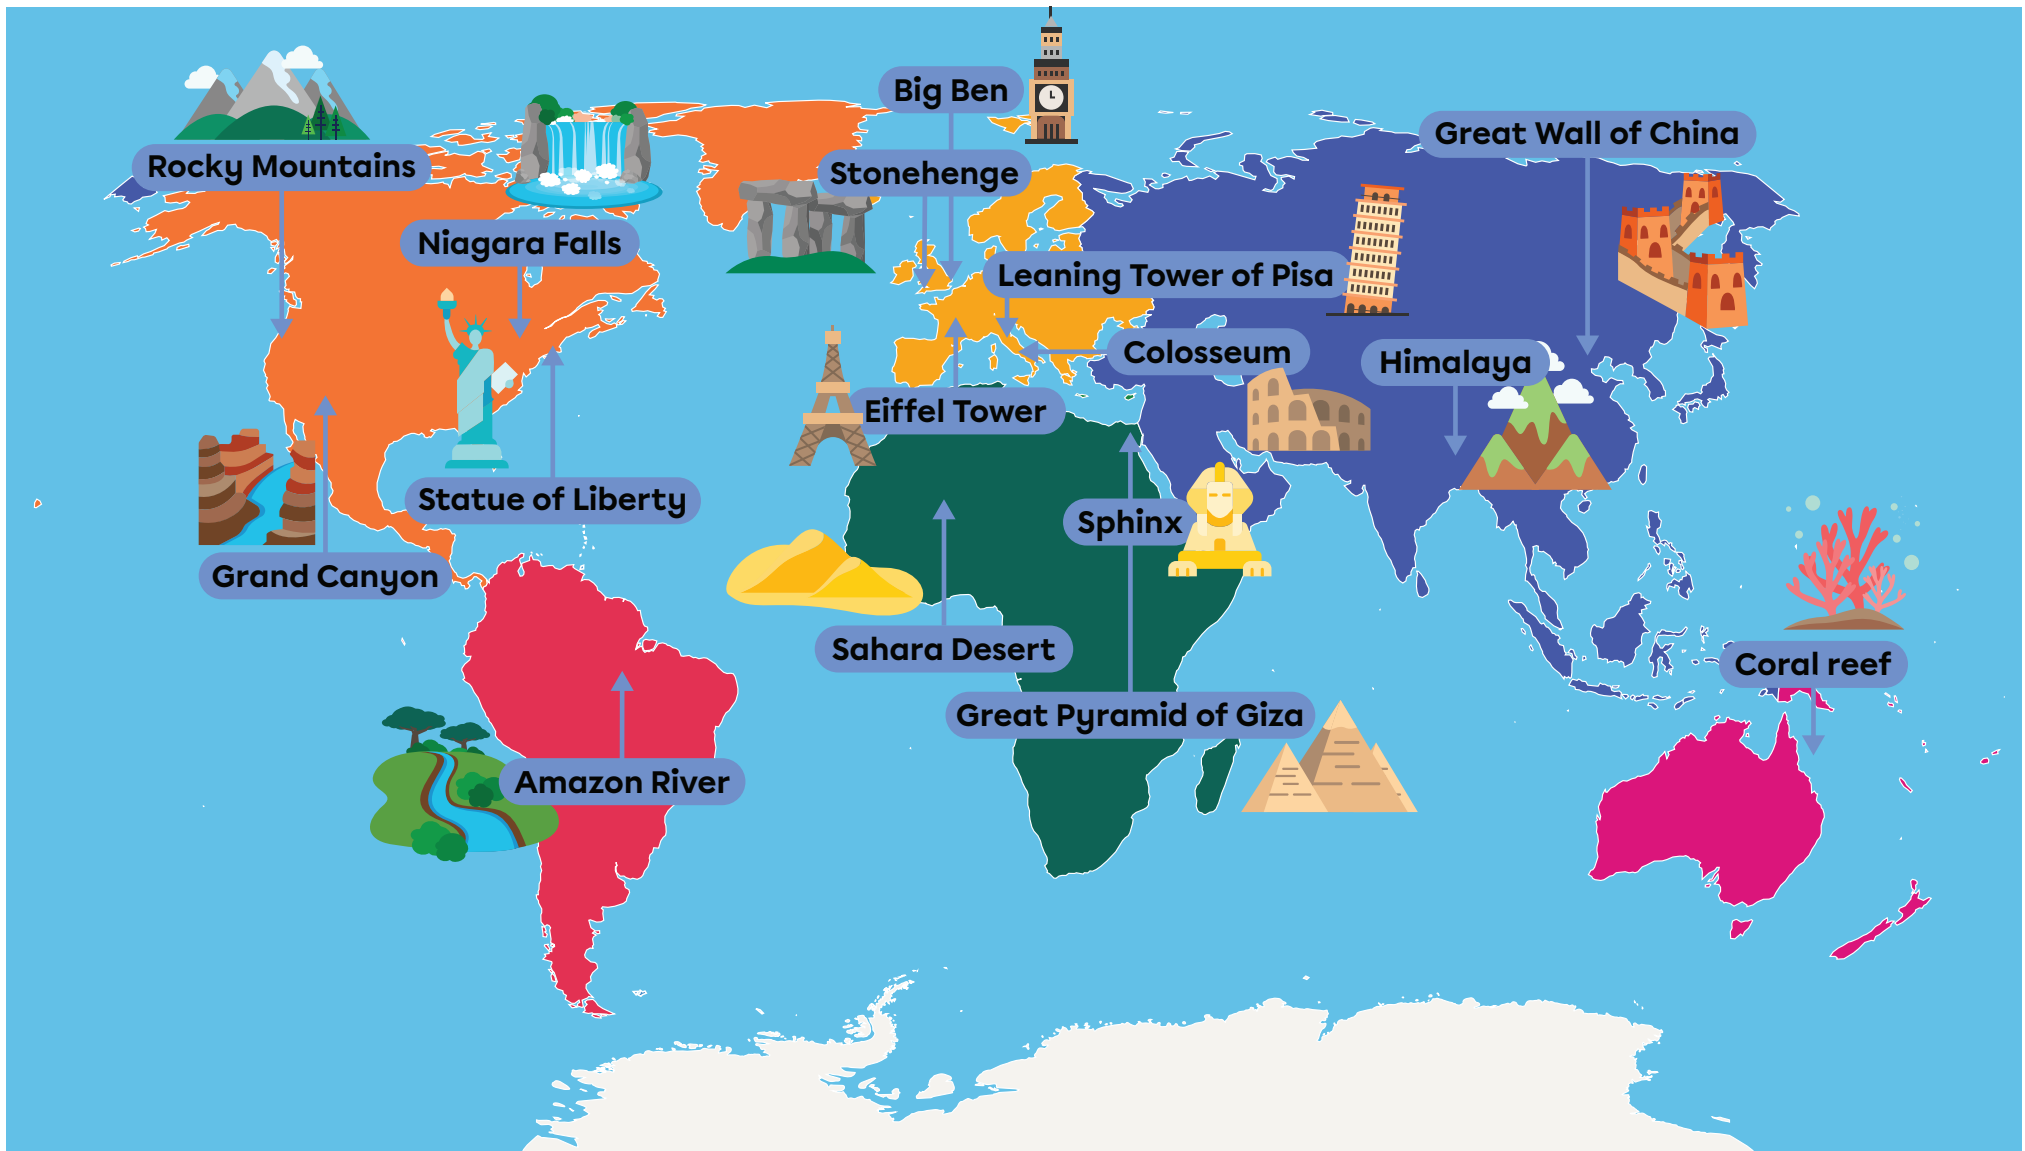 Big Ben
Great Wall of China
Rocky Mountains
Stonehenge
Niagara Falls
Leaning Tower of Pisa
Colosseum
Himalaya
Eiffel Tower
Statue of Liberty
Sphinx
Grand Canyon
Sahara Desert
Coral reef
Great Pyramid of Giza
Amazon River